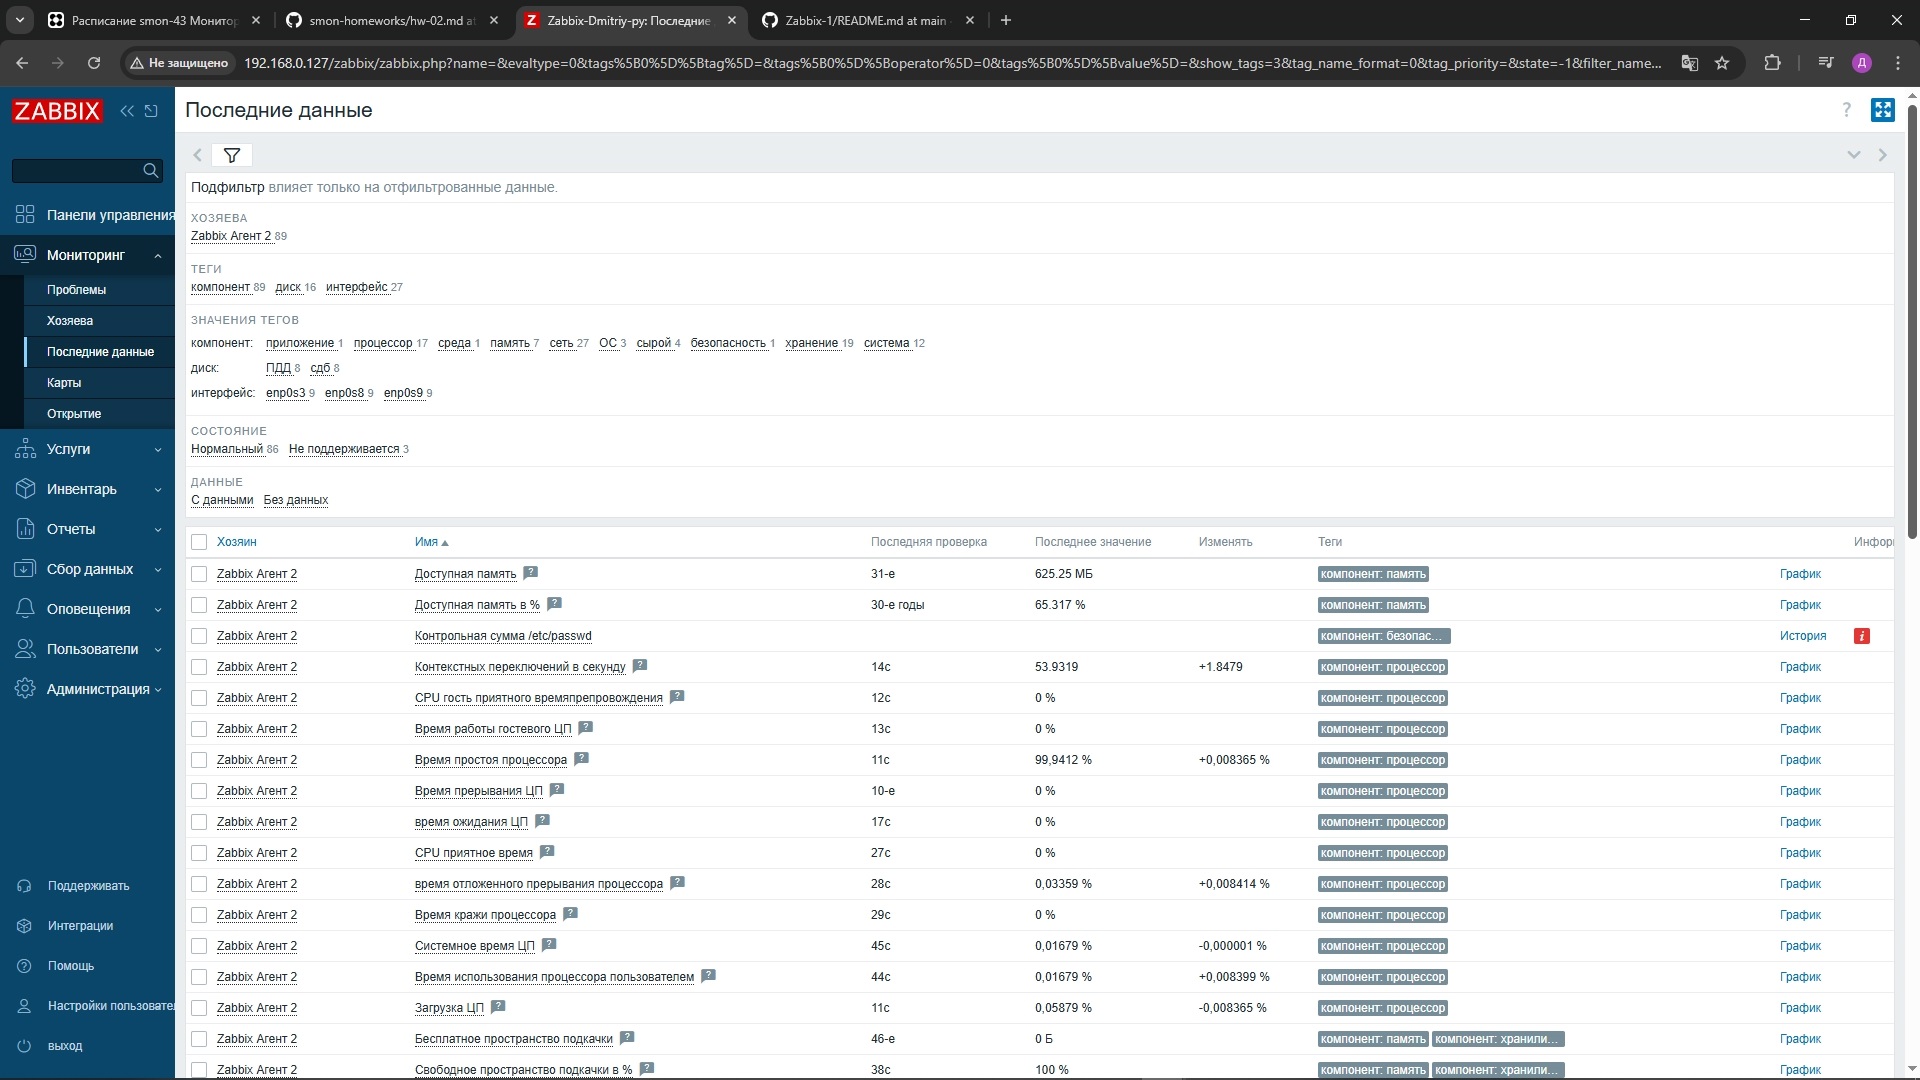 Расписание smon-43 Монитор
smon-homeworks/hw-02.md at
Zabbix-Dmitriy-py: Последние
Zabbix-1/README.md at main
Не защищено
192.168.0.127/zabbix/zabbix.php?name=&evaltype=0&tags%5B0%5D%5Btag%5D=&tags%5B0%5D%5Boperator%5D=0&tags%5B0%5D%5Bvalue%5D=&show_tags=3&tag_name_format=0&tag_priority=&state=-1&filter_name...
Д
ZABBIX
Панели управления
Мониторинг
Проблемы
Хозяева
Последние данные
Карты
Открытие
Услуги
Инвентарь
Отчеты
Сбор данных
Оповещения
Пользователи
Администрация
Поддерживать
Интеграции
Помощь
Настройки пользовате
выход
Последние данные
?
Подфильтр влияет только на отфильтрованные данные.
ХОЗЯЕВА
Zabbix Агент 2 89
ТЕГИ
компонент 89 диск 16 интерфейс 27
ЗНАЧЕНИЯ ТЕГОВ
компонент: приложение 1 процессор 17 среда 1 память 7 сеть 27 ОС 3 сырой 4 безопасность 1 хранение 19 система 12
диск: ПДД 8 сдб 8
интерфейс: enp0s3 9 enp0s8 9 enp0s9 9
СОСТОЯНИЕ
Нормальный 86 Не поддерживается 3
ДАННЫЕ
С данными Без данных
Хозяин Имя Последняя проверка Последнее значение Изменять Теги Инфор
Zabbix Агент 2 Доступная память ? 31-е 625.25 МБ компонент: память График
Zabbix Агент 2 Доступная память в % ? 30-е годы 65.317 % компонент: память График
Zabbix Агент 2 Контрольная сумма /etc/passwd компонент: безопас... История i
Zabbix Агент 2 Контекстных переключений в секунду ? 14с 53.9319 +1.8479 компонент: процессор График
Zabbix Агент 2 CPU гость приятного времяпрепровождения ? 12с 0 % компонент: процессор График
Zabbix Агент 2 Время работы гостевого ЦП ? 13с 0 % компонент: процессор График
Zabbix Агент 2 Время простоя процессора ? 11с 99,9412 % +0,008365 % компонент: процессор График
Zabbix Агент 2 Время прерывания ЦП ? 10-е 0 % компонент: процессор График
Zabbix Агент 2 время ожидания ЦП ? 17с 0 % компонент: процессор График
Zabbix Агент 2 CPU приятное время ? 27с 0 % компонент: процессор График
Zabbix Агент 2 время отложенного прерывания процессора ? 28с 0,03359 % +0,008414 % компонент: процессор График
Zabbix Агент 2 Время кражи процессора ? 29с 0 % компонент: процессор График
Zabbix Агент 2 Системное время ЦП ? 45с 0,01679 % -0,000001 % компонент: процессор График
Zabbix Агент 2 Время использования процессора пользователем ? 44с 0,01679 % +0,008399 % компонент: процессор График
Zabbix Агент 2 Загрузка ЦП ? 11с 0,05879 % -0,008365 % компонент: процессор График
Zabbix Агент 2 Бесплатное пространство подкачки ? 46-е 0 Б компонент: память компонент: хранили... График
Zabbix Агент 2 Свободное пространство подкачки в % ? 38с 100 % компонент: память компонент: хранили... График